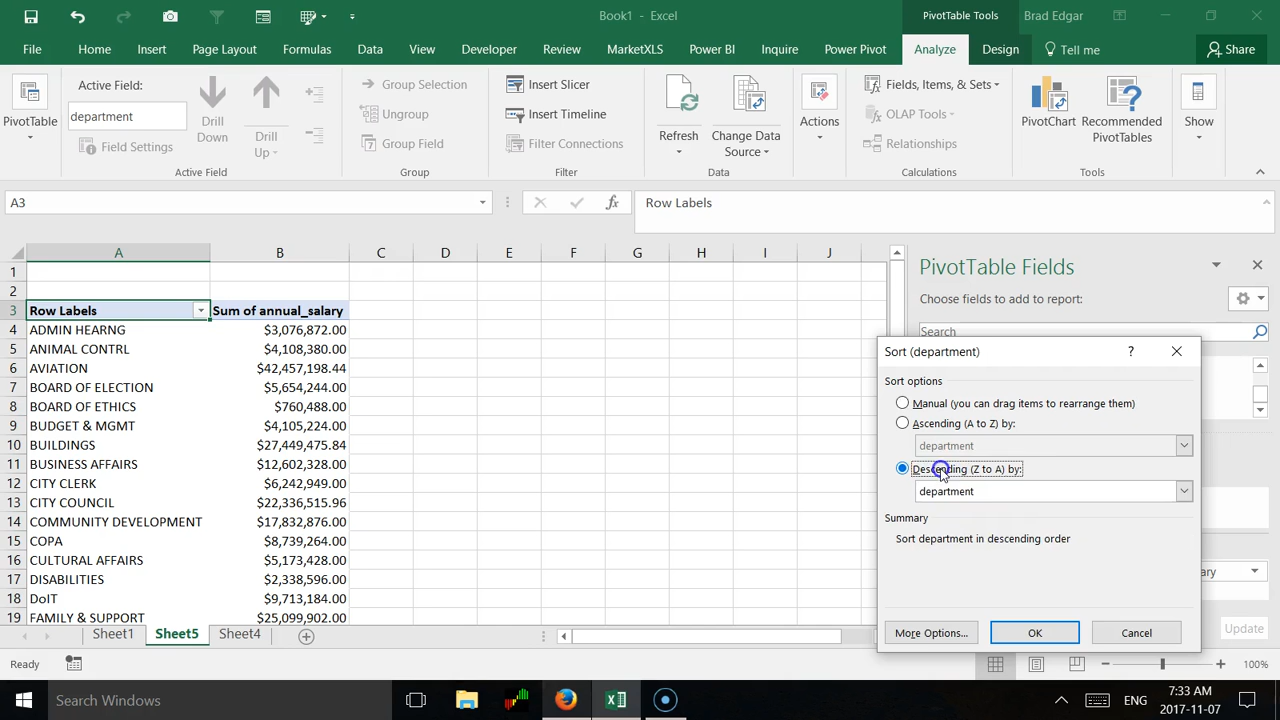 Book1 - Excel
PivotTable Tools
Brad Edgar
File
Home
Insert
Page Layout
Formulas
Data
View
Developer
Review
MarketXLS
Power BI
Inquire
Power Pivot
Analyze
Design
Tell me
Share
PivotTable
Active Field:
department
Field Settings
Drill Down
Drill Up
Active Field
Group Selection
Ungroup
Group Field
Group
Insert Slicer
Insert Timeline
Filter Connections
Filter
Refresh
Change Data Source
Data
Actions
Fields, Items, & Sets
OLAP Tools
Relationships
Calculations
PivotChart
Recommended PivotTables
Tools
Show
A3
fx
Row Labels
A B C D E F G H I J
1
2
3 Row Labels Sum of annual_salary
4 ADMIN HEARNG $3,076,872.00
5 ANIMAL CONTRL $4,108,380.00
6 AVIATION $42,457,198.44
7 BOARD OF ELECTION $5,654,244.00
8 BOARD OF ETHICS $760,488.00
9 BUDGET & MGMT $4,105,224.00
10 BUILDINGS $27,449,475.84
11 BUSINESS AFFAIRS $11,632,263.00
12 CITY CLERK $6,242,949.00
13 CITY COUNCIL $22,336,515.96
14 COMMUNITY DEVELOPMENT $17,832,876.00
15 COPA $8,739,264.00
16 CULTURAL AFFAIRS $5,173,428.00
17 DISABILITIES $2,338,596.00
18 DoIT $9,713,184.00
19 FAMILY & SUPPORT $25,099,902.00
PivotTable Fields
Choose fields to add to report:
Search
Sort (department)
?
Sort options
Manual (you can drag items to rearrange them)
Ascending (A to Z) by:
department
Descending (Z to A) by:
department
Summary
Sort department in descending order
More Options...
OK
Cancel
Update
Sheet1
Sheet5
Sheet4
Ready
100%
Search Windows
ENG
7:33 AM
2017-11-07